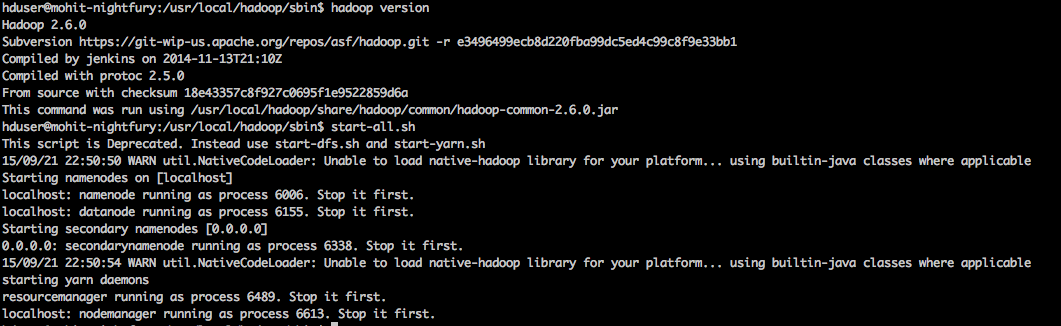 hduser@mohit-nightfury:/usr/local/hadoop/sbin$ hadoop version
Hadoop 2.6.0
Subversion https://git-wip-us.apache.org/repos/asf/hadoop.git -r e3496499ecb8d220fba99dc5ed4c99c8f9e33bb1
Compiled by jenkins on 2014-11-13T21:10Z
Compiled with protoc 2.5.0
From source with checksum 18e43357c8f927c0695f1e9522859d6a
This command was run using /usr/local/hadoop/share/hadoop/common/hadoop-common-2.6.0.jar
hduser@mohit-nightfury:/usr/local/hadoop/sbin$ start-all.sh
This script is Deprecated. Instead use start-dfs.sh and start-yarn.sh
15/09/21 22:50:50 WARN util.NativeCodeLoader: Unable to load native-hadoop library for your platform... using builtin-java classes where applicable
Starting namenodes on [localhost]
localhost: namenode running as process 6006. Stop it first.
localhost: datanode running as process 6155. Stop it first.
Starting secondary namenodes [0.0.0.0]
0.0.0.0: secondarynamenode running as process 6338. Stop it first.
15/09/21 22:50:54 WARN util.NativeCodeLoader: Unable to load native-hadoop library for your platform... using builtin-java classes where applicable
starting yarn daemons
resourcemanager running as process 6489. Stop it first.
localhost: nodemanager running as process 6613. Stop it first.